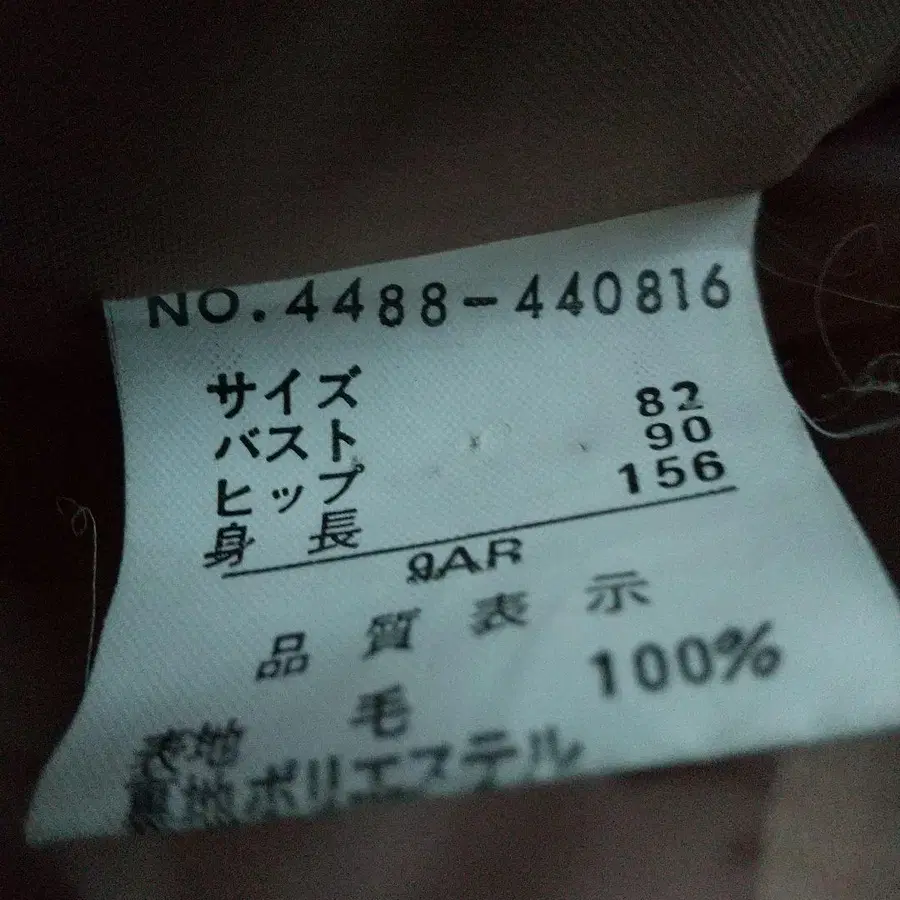 NO.4488-440816
サイズ
バスト 82
ヒップ 90
身長 156
9AR
品質表示
表地 毛 100%
裏地 ポリエステル